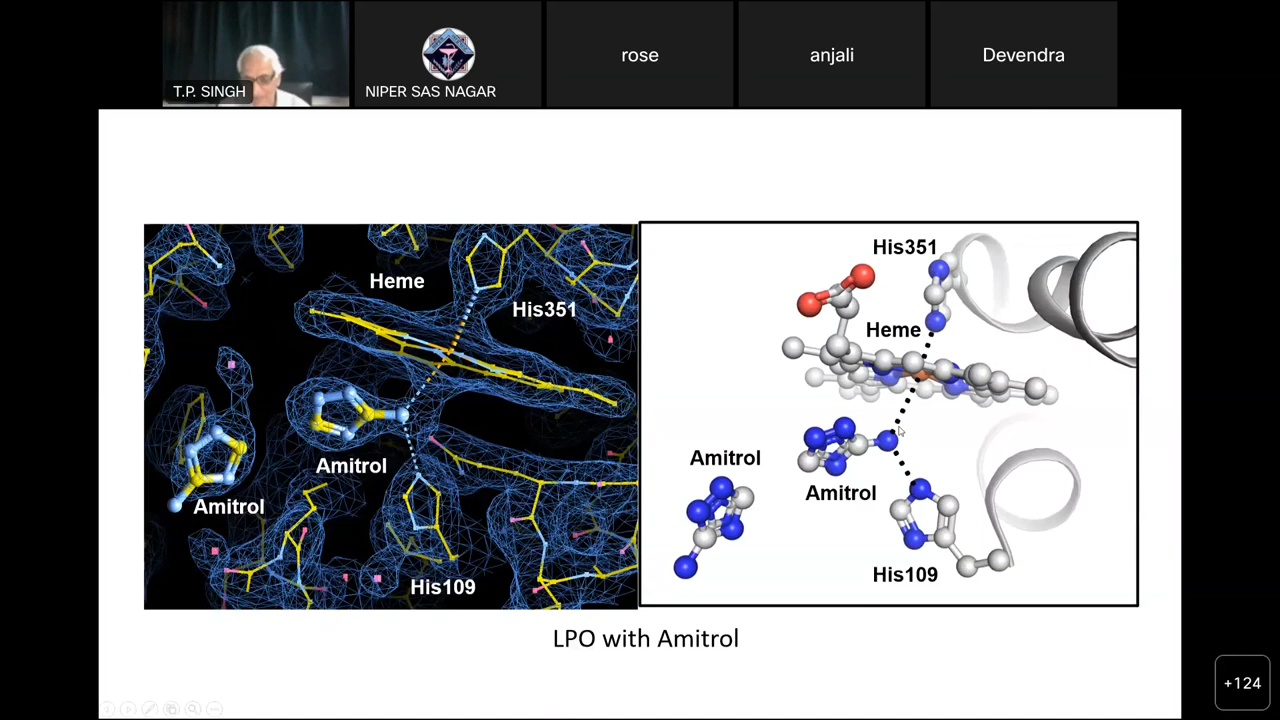 T.P. SINGH
NIPER SAS NAGAR
rose
anjali
Devendra
Heme
His351
Amitrol
Amitrol
His109
His351
Heme
Amitrol
Amitrol
His109
LPO with Amitrol
+124